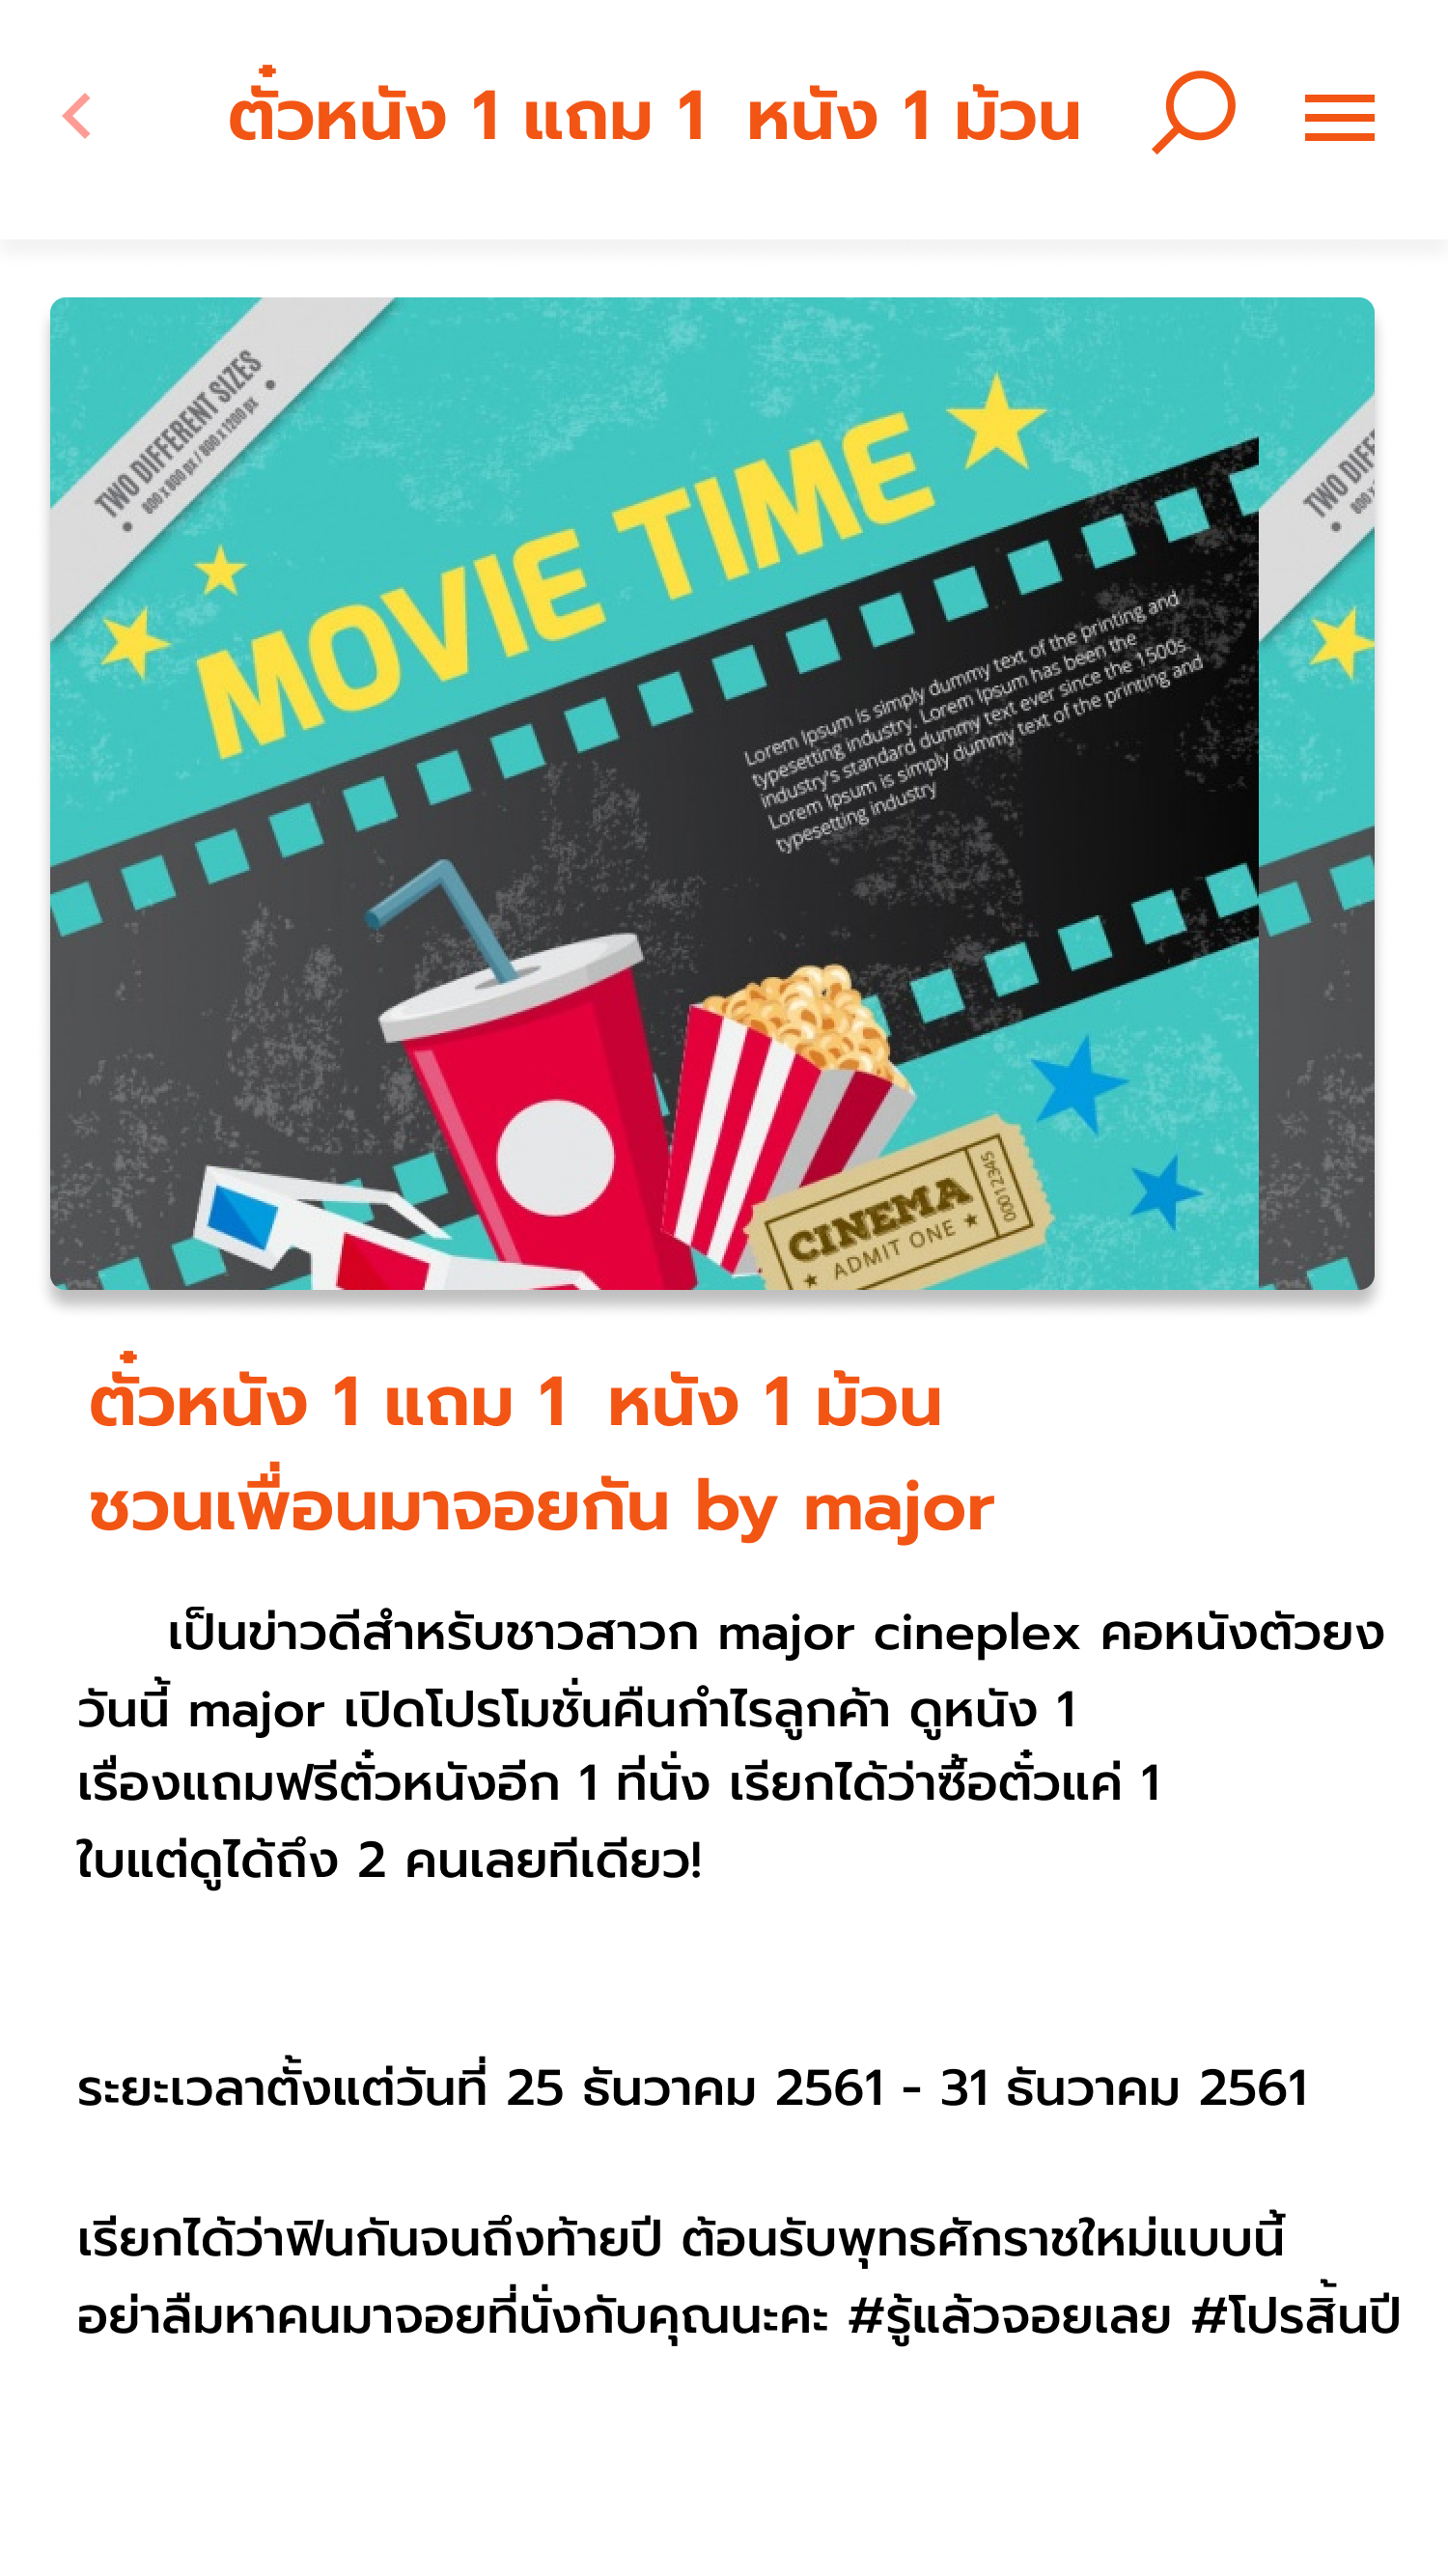 ตั๋วหนัง 1 แถม 1 หนัง 1 ม้วน
TWO DIFFERENT SIZES
800 x 800 px / 800 x 1200 px
MOVIE TIME
TWO DIFF
800 x
Lorem Ipsum is simply dummy text of the printing and
typesetting industry. Lorem Ipsum has been the
industry's standard dummy text ever since the 1500s
Lorem Ipsum is simply dummy text of the printing and
typesetting industry
CINEMA
ADMIT ONE
00012345
ตั๋วหนัง 1 แถม 1 หนัง 1 ม้วน
ชวนเพื่อนมาจอยกัน by major
เป็นข่าวดีสำหรับชาวสาวก major cineplex คอหนังตัวยง
วันนี้ major เปิดโปรโมชั่นคืนกำไรลูกค้า ดูหนัง 1
เรื่องแถมฟรีตั๋วหนังอีก 1 ที่นั่ง เรียกได้ว่าซื้อตั๋วแค่ 1
ใบแต่ดูได้ถึง 2 คนเลยทีเดียว!
ระยะเวลาตั้งแต่วันที่ 25 ธันวาคม 2561 - 31 ธันวาคม 2561
เรียกได้ว่าฟินกันจนถึงท้ายปี ต้อนรับพุทธศักราชใหม่แบบนี้
อย่าลืมหาคนมาจอยที่นั่งกับคุณนะคะ #รู้แล้วจอยเลย #โปรสิ้นปี